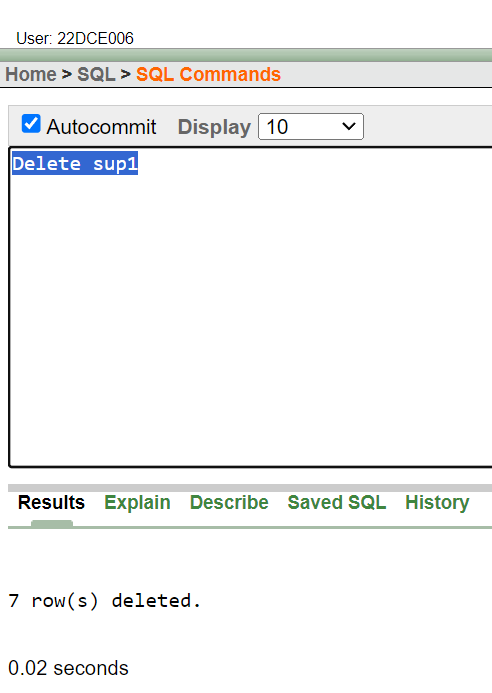 User: 22DCE006
Home > SQL > SQL Commands
Autocommit Display 10
Delete sup1
Results Explain Describe Saved SQL History
7 row(s) deleted.
0.02 seconds